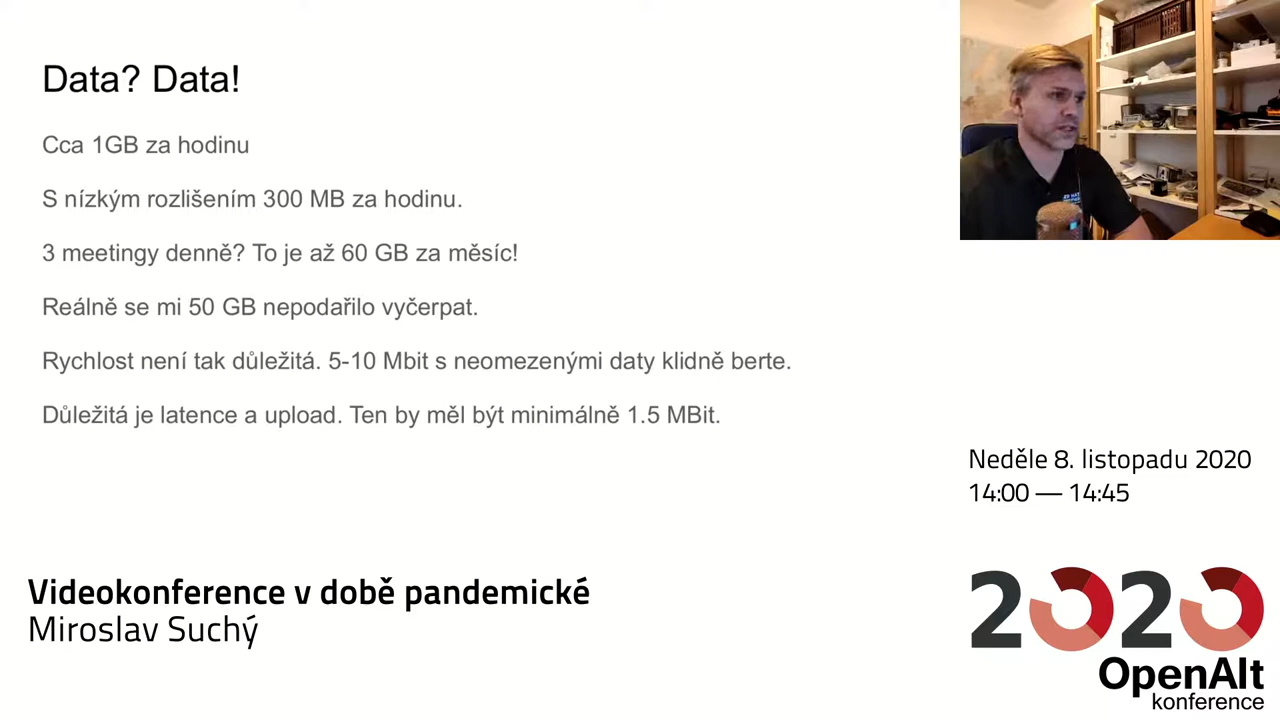 Data? Data!
Cca 1GB za hodinu
S nízkým rozlišením 300 MB za hodinu.
3 meetingy denně? To je až 60 GB za měsíc!
Reálně se mi 50 GB nepodařilo vyčerpat.
Rychlost není tak důležitá. 5-10 Mbit s neomezenými daty klidně berte.
Důležitá je latence a upload. Ten by měl být minimálně 1.5 MBit.
Neděle 8. listopadu 2020
14:00 — 14:45
Videokonference v době pandemické
Miroslav Suchý
2020
OpenAlt
konference